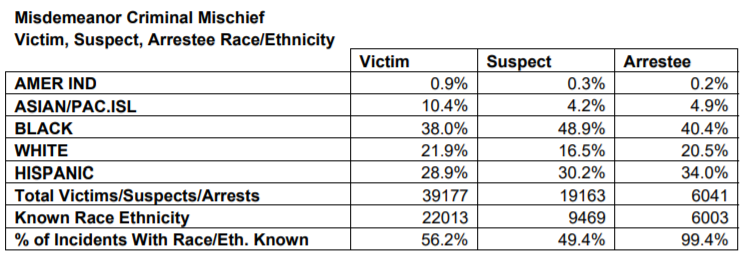 Misdemeanor Criminal Mischief
Victim, Suspect, Arrestee Race/Ethnicity
Victim Suspect Arrestee
AMER IND 0.9% 0.3% 0.2%
ASIAN/PAC.ISL 10.4% 4.2% 4.9%
BLACK 38.0% 48.9% 40.4%
WHITE 21.9% 16.5% 20.5%
HISPANIC 28.9% 30.2% 34.0%
Total Victims/Suspects/Arrests 39177 19163 6041
Known Race Ethnicity 22013 9469 6003
% of Incidents With Race/Eth. Known 56.2% 49.4% 99.4%